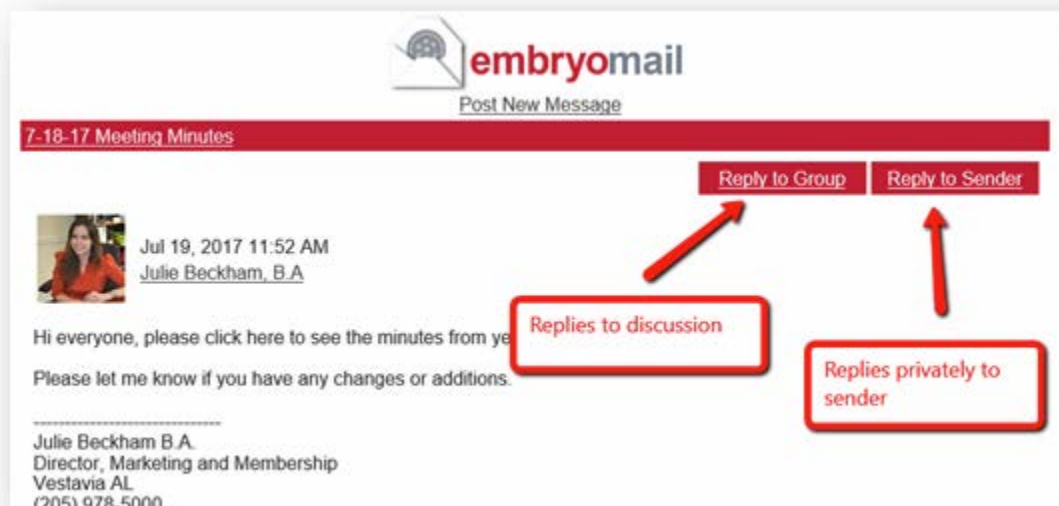 embryomail
Post New Message
7-18-17 Meeting Minutes
Reply to Group Reply to Sender
Jul 19, 2017 11:52 AM
Julie Beckham, B.A
Hi everyone, please click here to see the minutes from ye
Replies to discussion
Please let me know if you have any changes or additions.
Replies privately to
sender
------------------------------
Julie Beckham B.A.
Director, Marketing and Membership
Vestavia AL
(205) 978-5000